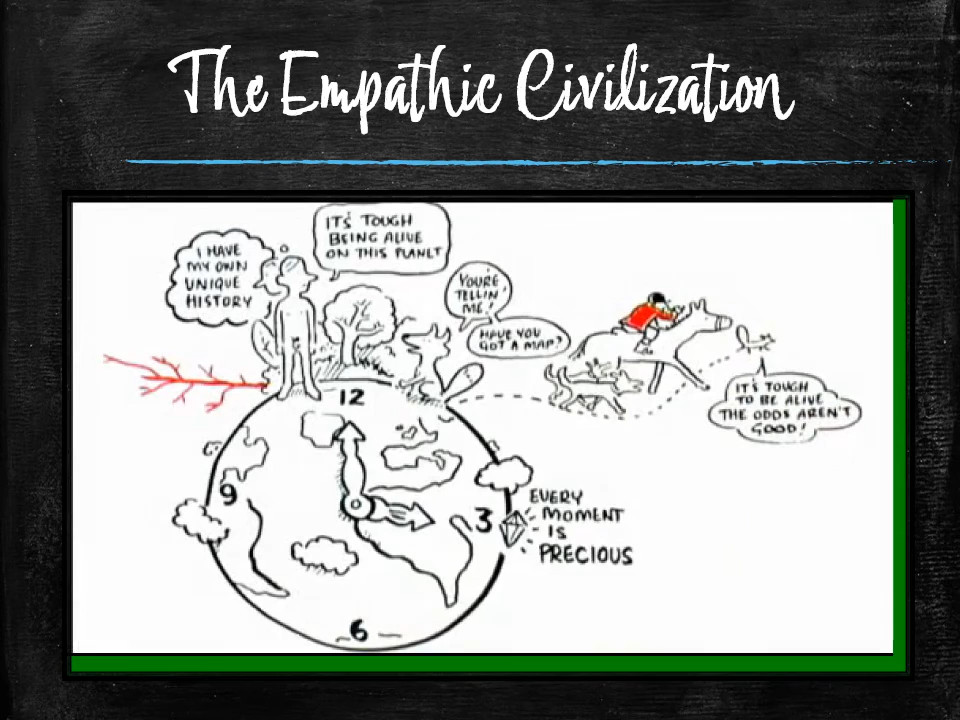 The Empathic Civilization
I HAVE
MY OWN
UNIQUE
HISTORY
IT'S TOUGH
BEING ALIVE
ON THIS PLANET
YOU'RE
TELLIN'
ME!
HAVE YOU
GOT A MAP?
IT'S TOUGH
TO BE ALIVE
THE ODDS AREN'T
GOOD!
12
9
3
6
EVERY
MOMENT
IS
PRECIOUS